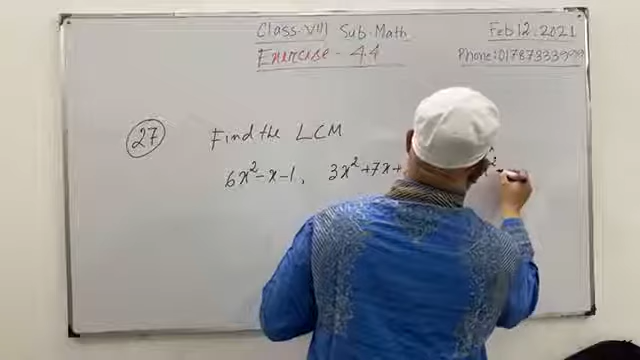 Class-VIII Sub-Math
Exercise - 4.4
Feb 12. 2021
Phone: 0178733399
27 Find the LCM
6x²-x-1, 3x²+7x+